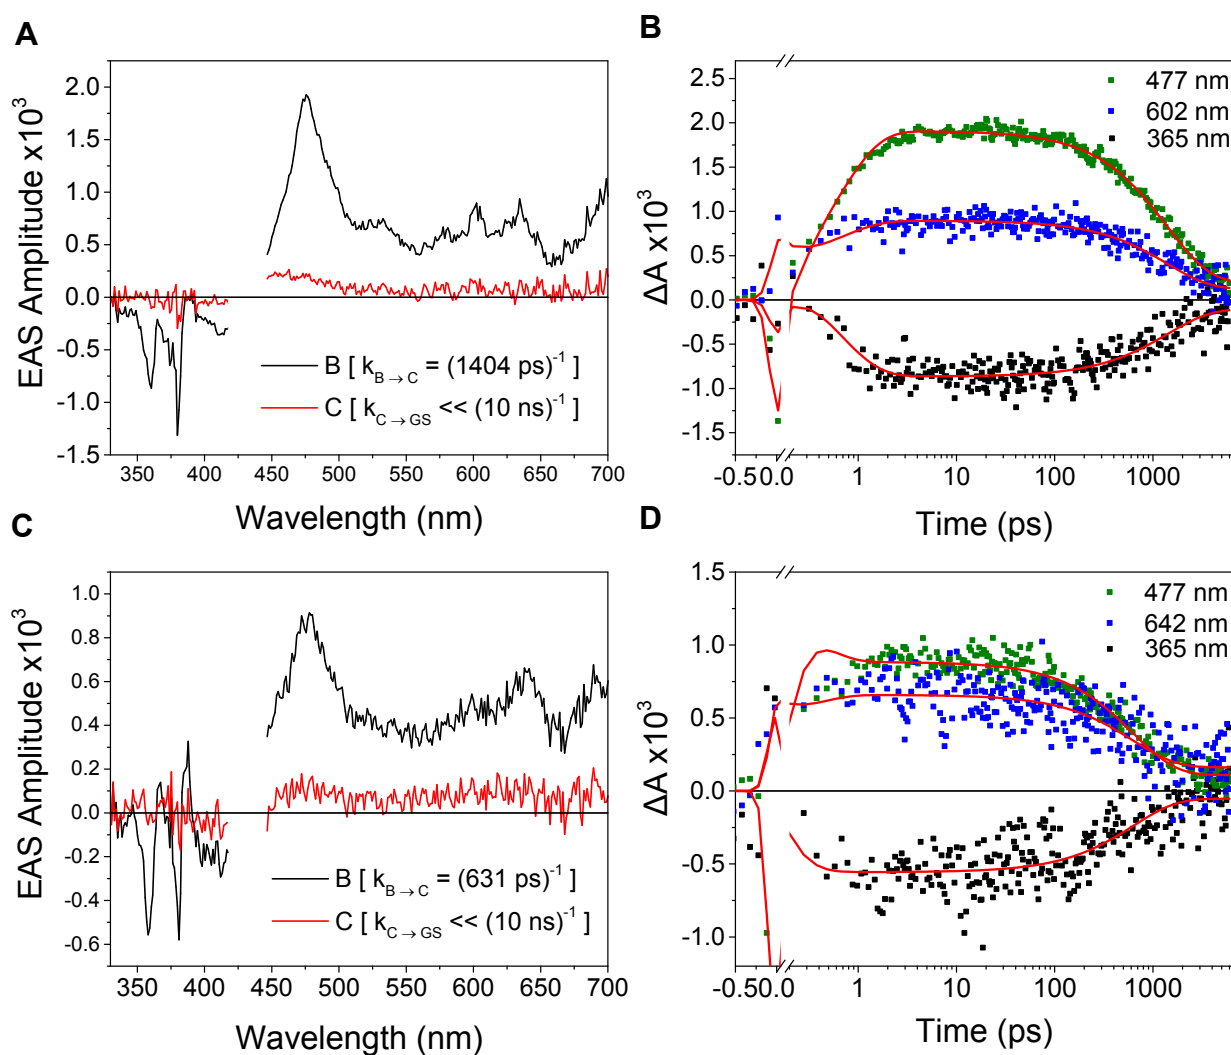 A
EAS Amplitude x10³
2.0
1.5
1.0
0.5
0.0
-0.5
-1.0
-1.5
B [ k_B→C = (1404 ps)⁻¹ ]
C [ k_C→GS << (10 ns)⁻¹ ]
350 400 450 500 550 600 650 700
Wavelength (nm)
B
ΔA x10³
2.5
2.0
1.5
1.0
0.5
0.0
-0.5
-1.0
-1.5
477 nm
602 nm
365 nm
-0.5 0.0 1 10 100 1000
Time (ps)
C
EAS Amplitude x10³
1.0
0.8
0.6
0.4
0.2
0.0
-0.2
-0.4
-0.6
B [ k_B→C = (631 ps)⁻¹ ]
C [ k_C→GS << (10 ns)⁻¹ ]
350 400 450 500 550 600 650 700
Wavelength (nm)
D
ΔA x10³
1.5
1.0
0.5
0.0
-0.5
-1.0
477 nm
642 nm
365 nm
-0.5 0.0 1 10 100 1000
Time (ps)